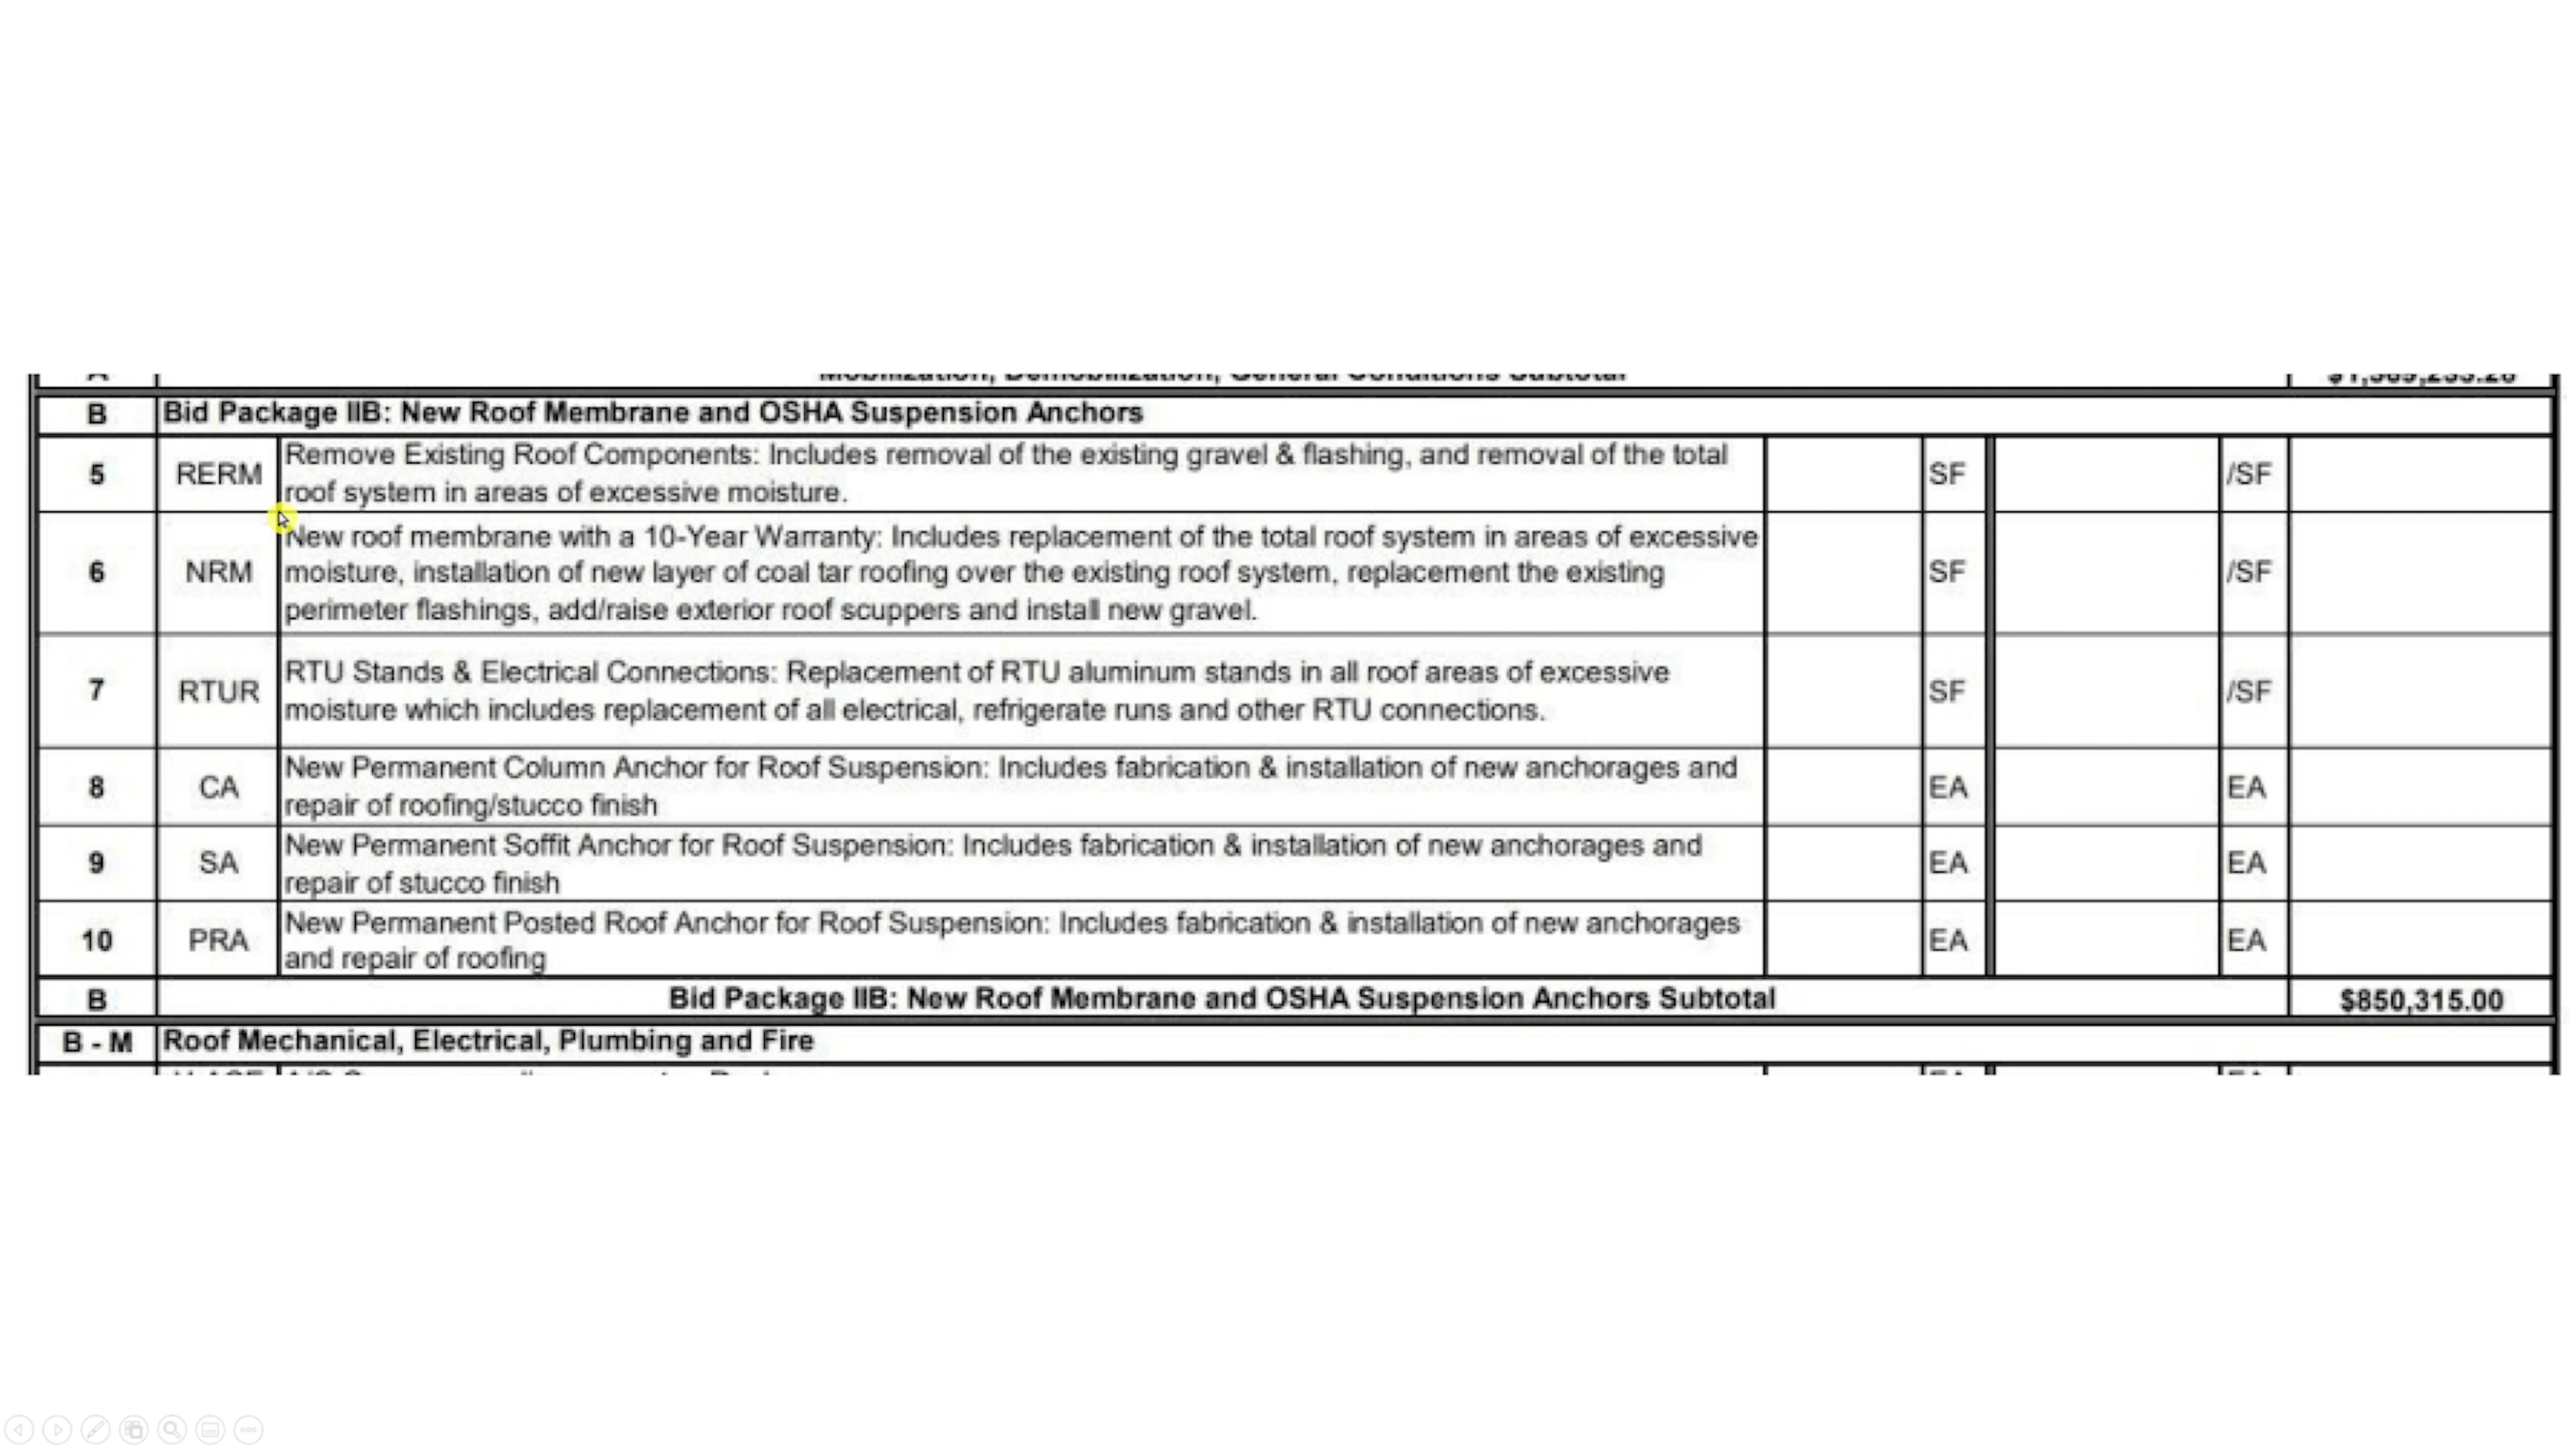 Mobilization, Demobilization, General Conditions Subtotal
B Bid Package IIB: New Roof Membrane and OSHA Suspension Anchors
5 RERM Remove Existing Roof Components: Includes removal of the existing gravel & flashing, and removal of the total SF /SF
roof system in areas of excessive moisture.
6 NRM New roof membrane with a 10-Year Warranty: Includes replacement of the total roof system in areas of excessive SF /SF
moisture, installation of new layer of coal tar roofing over the existing roof system, replacement the existing
perimeter flashings, add/raise exterior roof scuppers and install new gravel.
7 RTUR RTU Stands & Electrical Connections: Replacement of RTU aluminum stands in all roof areas of excessive SF /SF
moisture which includes replacement of all electrical, refrigerate runs and other RTU connections.
8 CA New Permanent Column Anchor for Roof Suspension: Includes fabrication & installation of new anchorages and EA EA
repair of roofing/stucco finish
9 SA New Permanent Soffit Anchor for Roof Suspension: Includes fabrication & installation of new anchorages and EA EA
repair of stucco finish
10 PRA New Permanent Posted Roof Anchor for Roof Suspension: Includes fabrication & installation of new anchorages EA EA
and repair of roofing
B Bid Package IIB: New Roof Membrane and OSHA Suspension Anchors Subtotal $850,315.00
B - M Roof Mechanical, Electrical, Plumbing and Fire